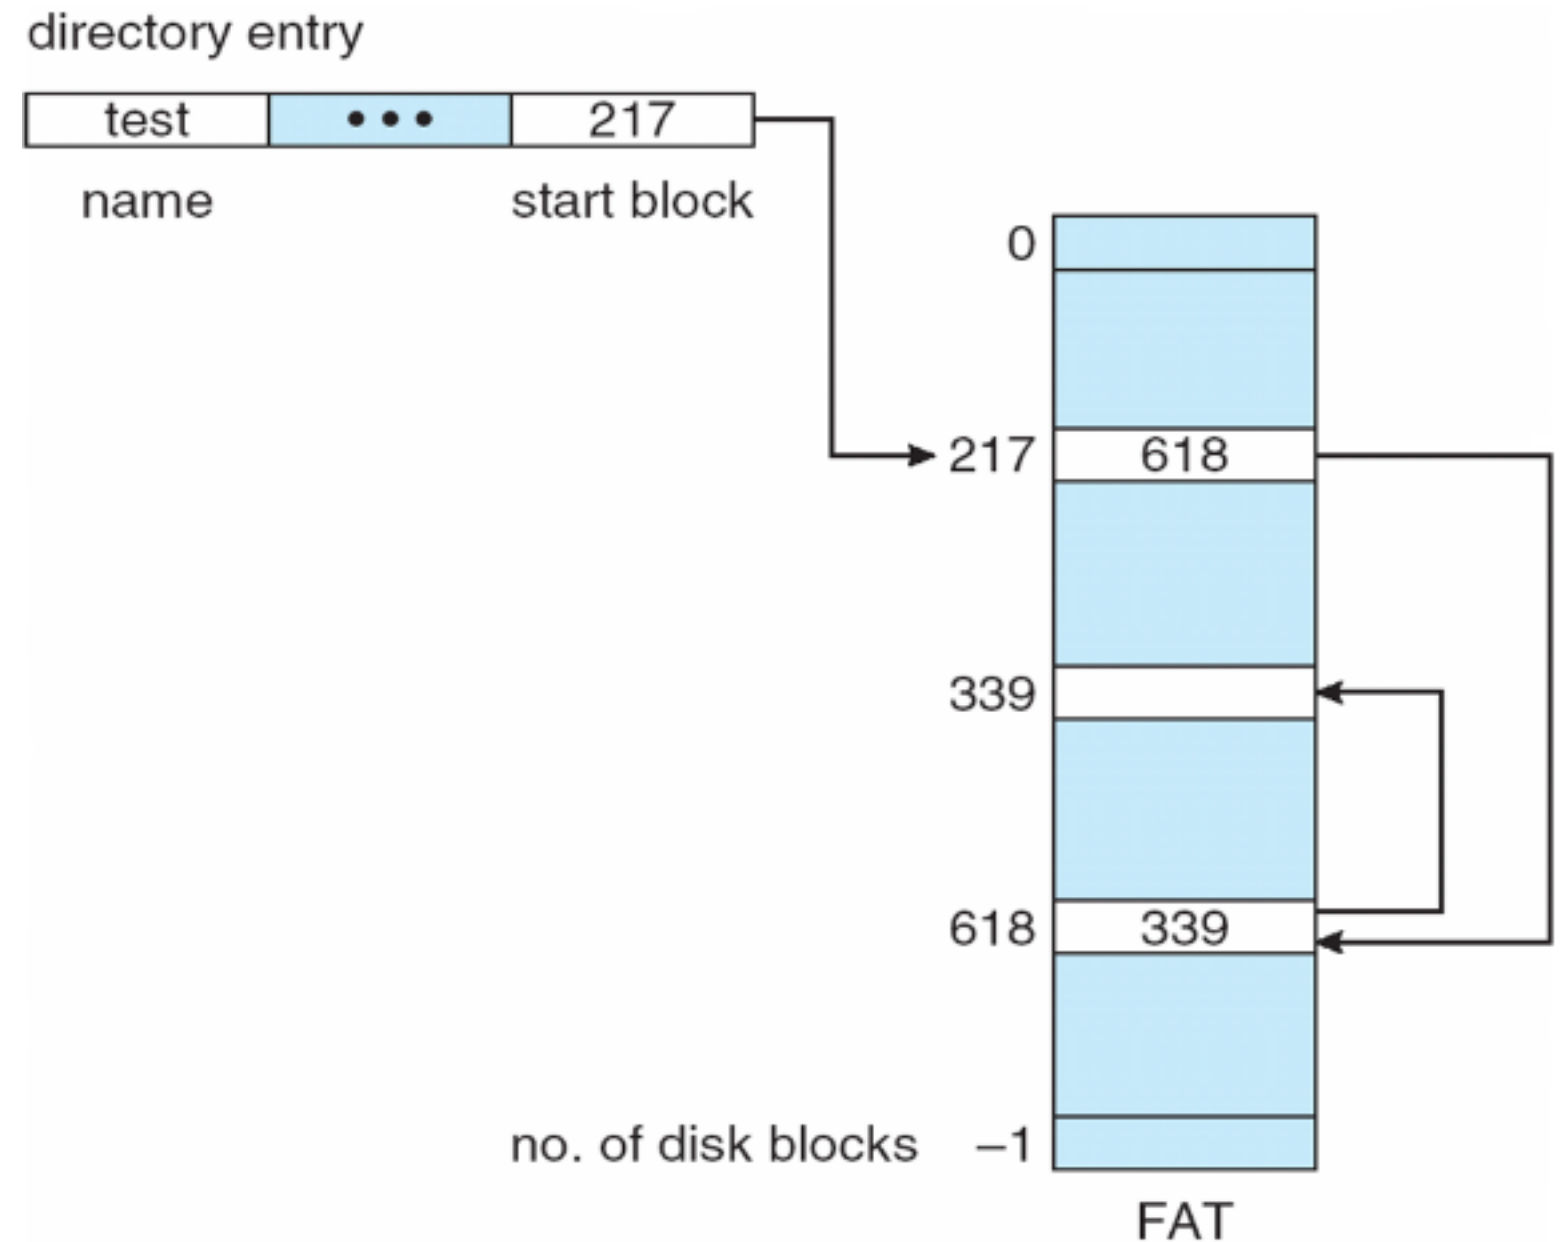 directory entry
test ••• 217
name start block
0
217 618
339
618 339
no. of disk blocks –1
FAT